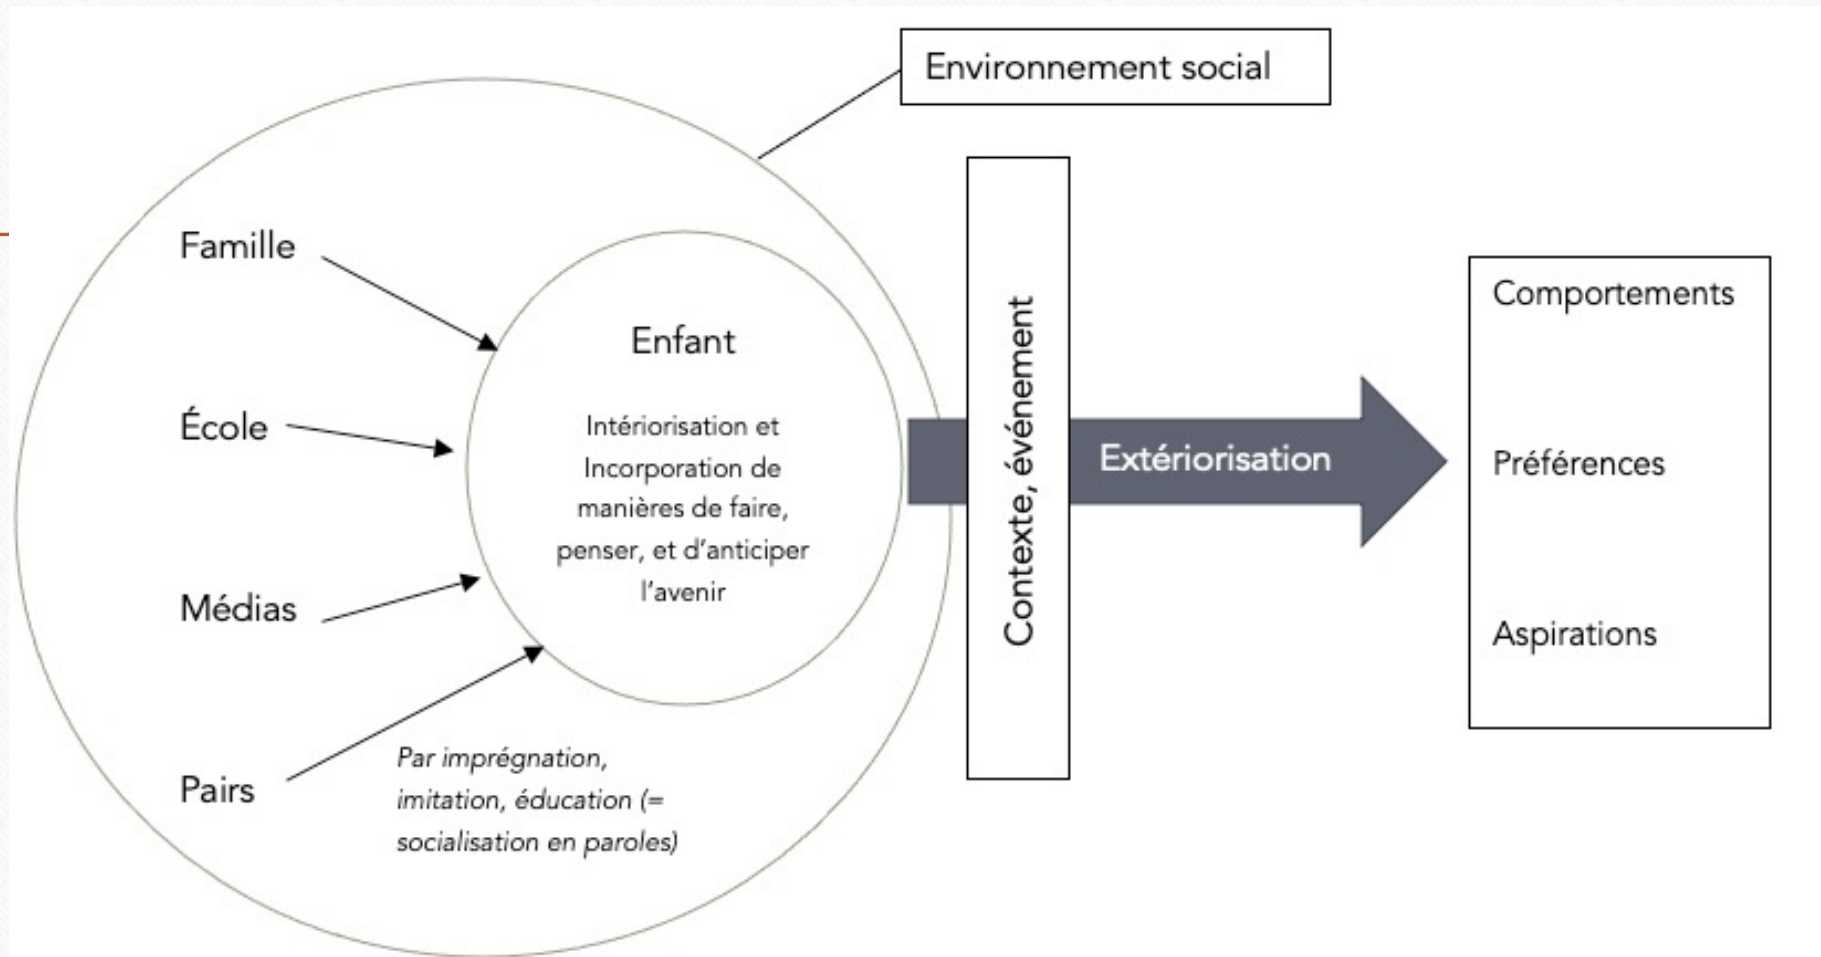 Environnement social
Famille
École
Médias
Pairs
Enfant
Intériorisation et
Incorporation de
manières de faire,
penser, et d'anticiper
l'avenir
Par imprégnation,
imitation, éducation (=
socialisation en paroles)
Contexte, événement
Extériorisation
Comportements
Préférences
Aspirations